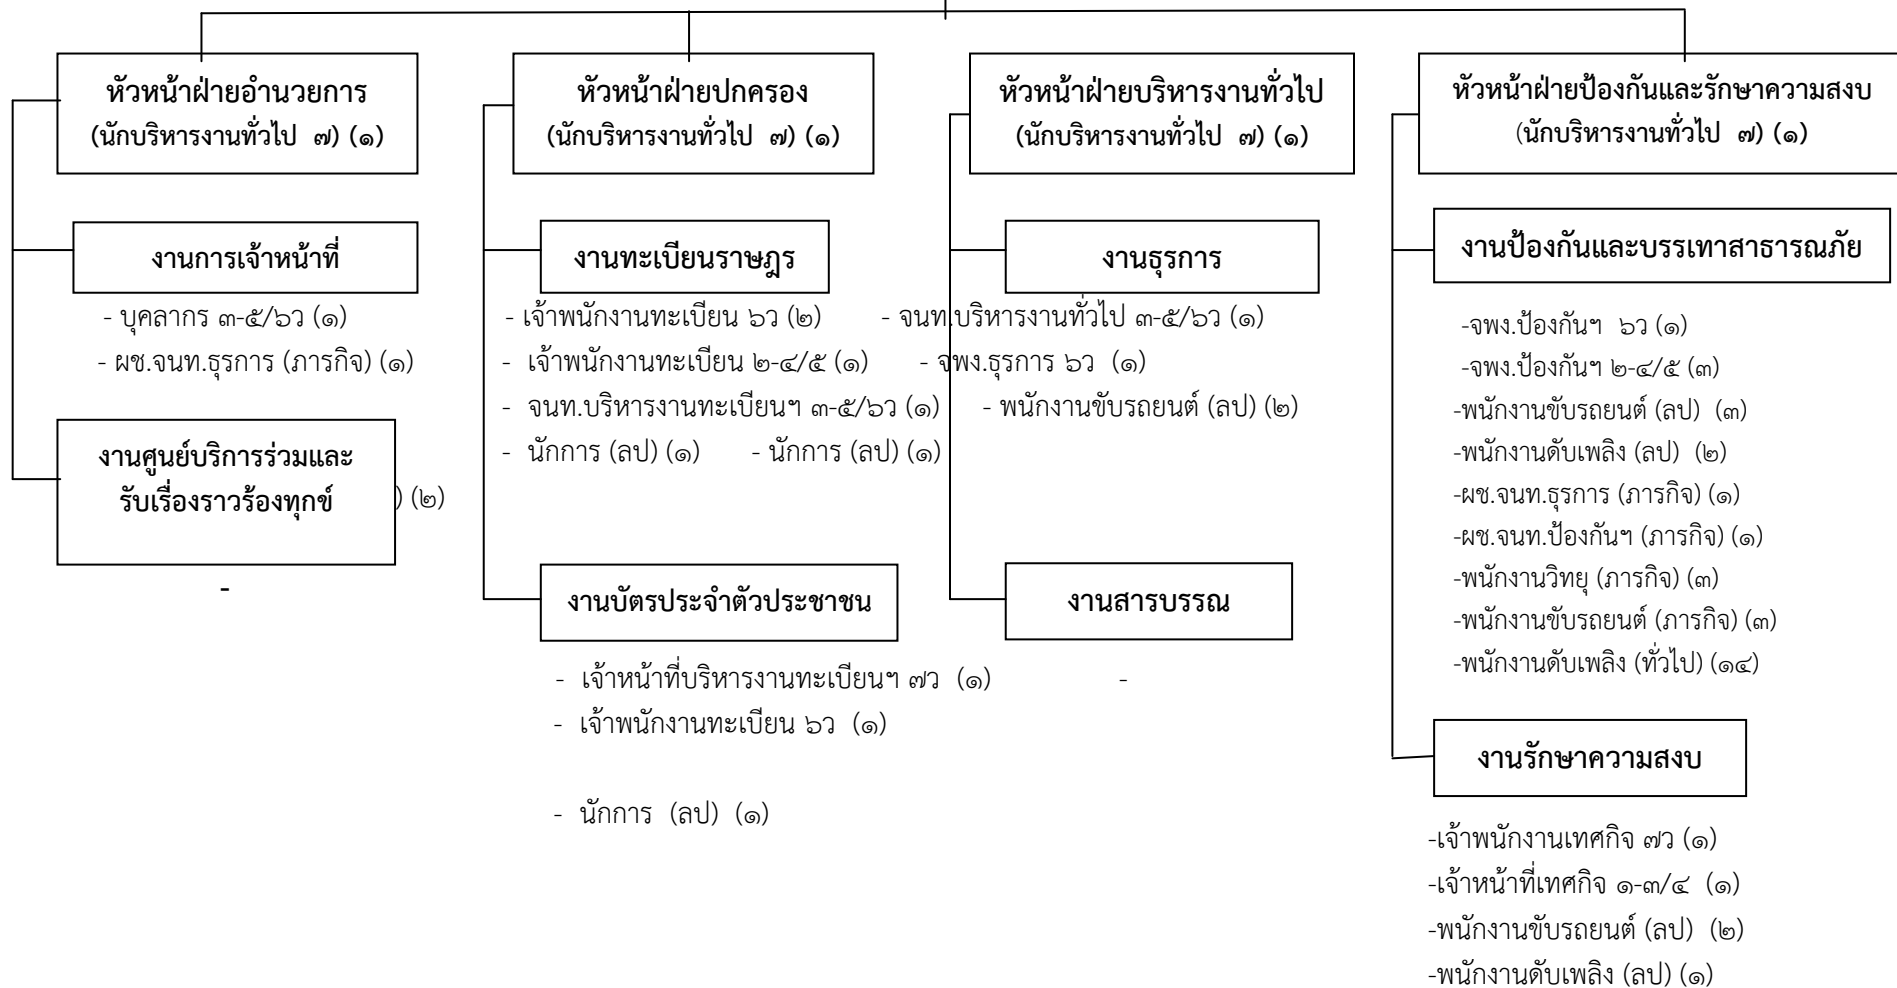 หัวหน้าฝ่ายอำนวยการ
(นักบริหารงานทั่วไป ๗) (๑)
หัวหน้าฝ่ายปกครอง
(นักบริหารงานทั่วไป ๗) (๑)
หัวหน้าฝ่ายบริหารงานทั่วไป
(นักบริหารงานทั่วไป ๗) (๑)
หัวหน้าฝ่ายป้องกันและรักษาความสงบ
(นักบริหารงานทั่วไป ๗) (๑)
งานการเจ้าหน้าที่
- บุคลากร ๓-๕/๖ว (๑)
- ผช.จนท.ธุรการ (ภารกิจ) (๑)
งานศูนย์บริการร่วมและ
รับเรื่องราวร้องทุกข์
) (๒)
-
งานทะเบียนราษฎร
งานธุรการ
- เจ้าพนักงานทะเบียน ๖ว (๒) - จนท.บริหารงานทั่วไป ๓-๕/๖ว (๑)
- เจ้าพนักงานทะเบียน ๒-๔/๕ (๑) - จพง.ธุรการ ๖ว (๑)
- จนท.บริหารงานทะเบียนฯ ๓-๕/๖ว (๑) - พนักงานขับรถยนต์ (ลป) (๒)
- นักการ (ลป) (๑) - นักการ (ลป) (๑)
งานบัตรประจำตัวประชาชน
งานสารบรรณ
- เจ้าหน้าที่บริหารงานทะเบียนฯ ๗ว (๑) -
- เจ้าพนักงานทะเบียน ๖ว (๑)
- นักการ (ลป) (๑)
งานป้องกันและบรรเทาสาธารณภัย
-จพง.ป้องกันฯ ๖ว (๑)
-จพง.ป้องกันฯ ๒-๔/๕ (๓)
-พนักงานขับรถยนต์ (ลป) (๓)
-พนักงานดับเพลิง (ลป) (๒)
-ผช.จนท.ธุรการ (ภารกิจ) (๑)
-ผช.จนท.ป้องกันฯ (ภารกิจ) (๑)
-พนักงานวิทยุ (ภารกิจ) (๓)
-พนักงานขับรถยนต์ (ภารกิจ) (๓)
-พนักงานดับเพลิง (ทั่วไป) (๑๔)
งานรักษาความสงบ
-เจ้าพนักงานเทศกิจ ๗ว (๑)
-เจ้าหน้าที่เทศกิจ ๑-๓/๔ (๑)
-พนักงานขับรถยนต์ (ลป) (๒)
-พนักงานดับเพลิง (ลป) (๑)